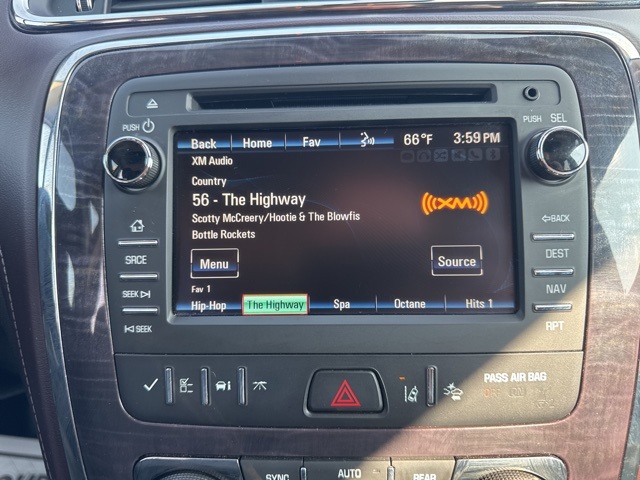 PUSH
PUSH SEL
Back Home Fav 66°F 3:59 PM
XM Audio
Country
56 - The Highway
((XM))
Scotty McCreery/Hootie & The Blowfis
Bottle Rockets
Menu Source
Fav 1
Hip-Hop The Highway Spa Octane Hits 1
SRCE
SEEK
SEEK
BACK
DEST
NAV
RPT
PASS AIR BAG
OFF ON
SYNC AUTO REAR